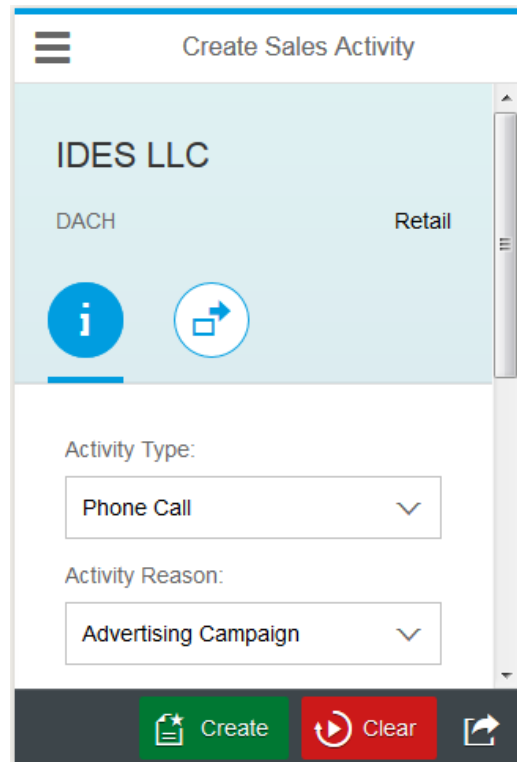 Create Sales Activity
IDES LLC
DACH Retail
i
Activity Type:
Phone Call
Activity Reason:
Advertising Campaign
Create Clear